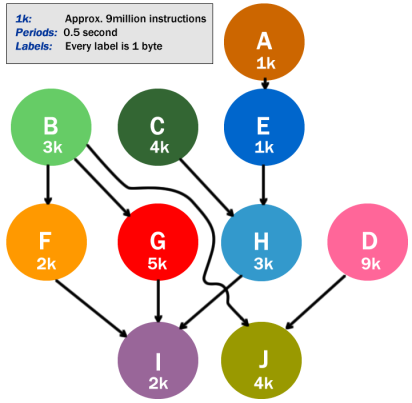 1k: Approx. 9million instructions
Periods: 0.5 second
Labels: Every label is 1 byte
A
1k
B
3k
C
4k
E
1k
F
2k
G
5k
H
3k
D
9k
I
2k
J
4k